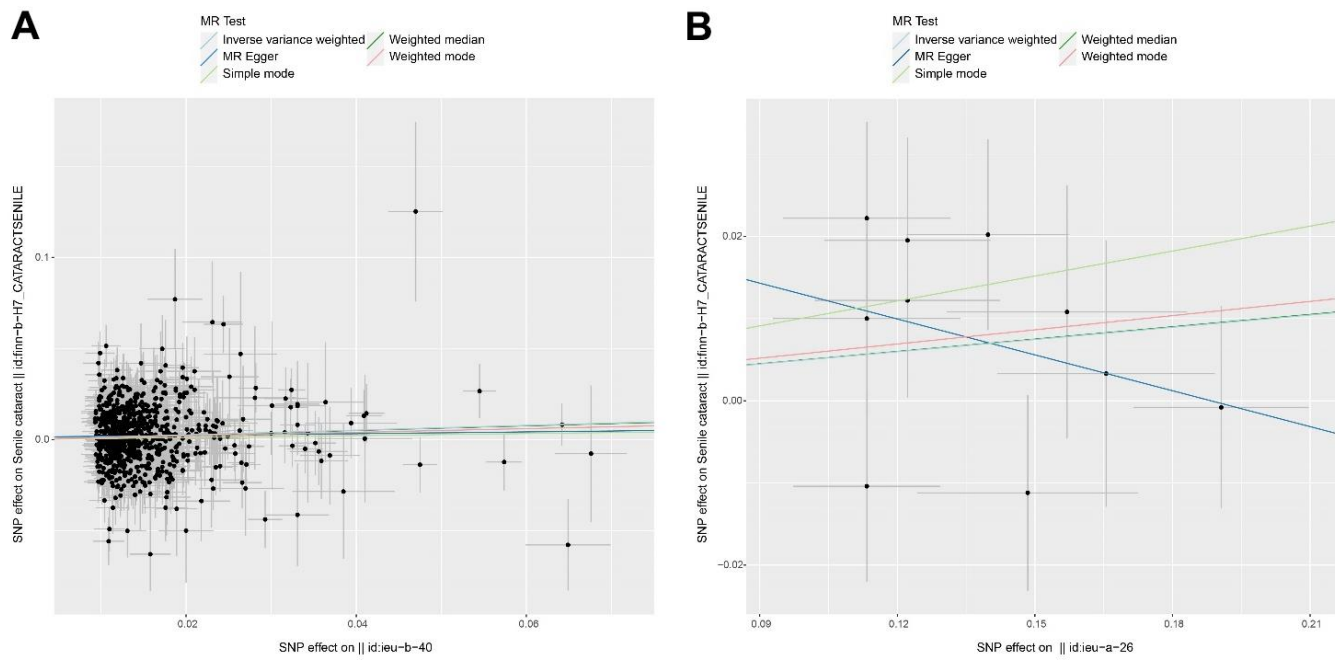 A
MR Test
Inverse variance weighted
Weighted median
MR Egger
Weighted mode
Simple mode
SNP effect on Senile cataract || id:finn−b−H7_CATARACTSENILE
0.1
0.0
0.02
0.04
0.06
SNP effect on || id:ieu−b−40
B
MR Test
Inverse variance weighted
Weighted median
MR Egger
Weighted mode
Simple mode
SNP effect on Senile cataract || id:finn−b−H7_CATARACTSENILE
0.02
0.00
−0.02
0.09
0.12
0.15
0.18
0.21
SNP effect on || id:ieu−a−26